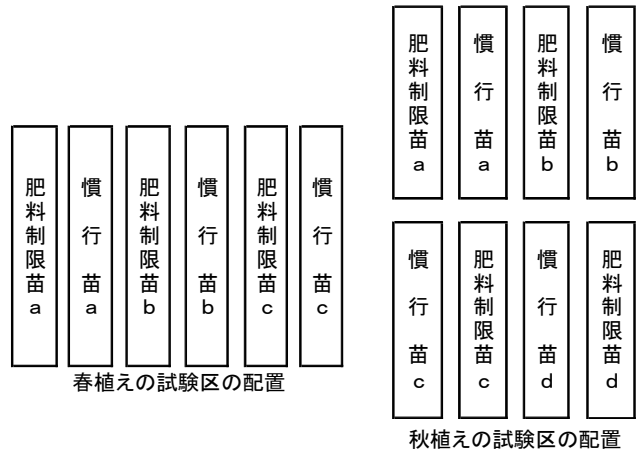 肥料制限苗a
慣行苗a
肥料制限苗b
慣行苗b
肥料制限苗c
慣行苗c
春植えの試験区の配置
肥料制限苗a
慣行苗a
肥料制限苗b
慣行苗b
慣行苗c
肥料制限苗c
慣行苗d
肥料制限苗d
秋植えの試験区の配置